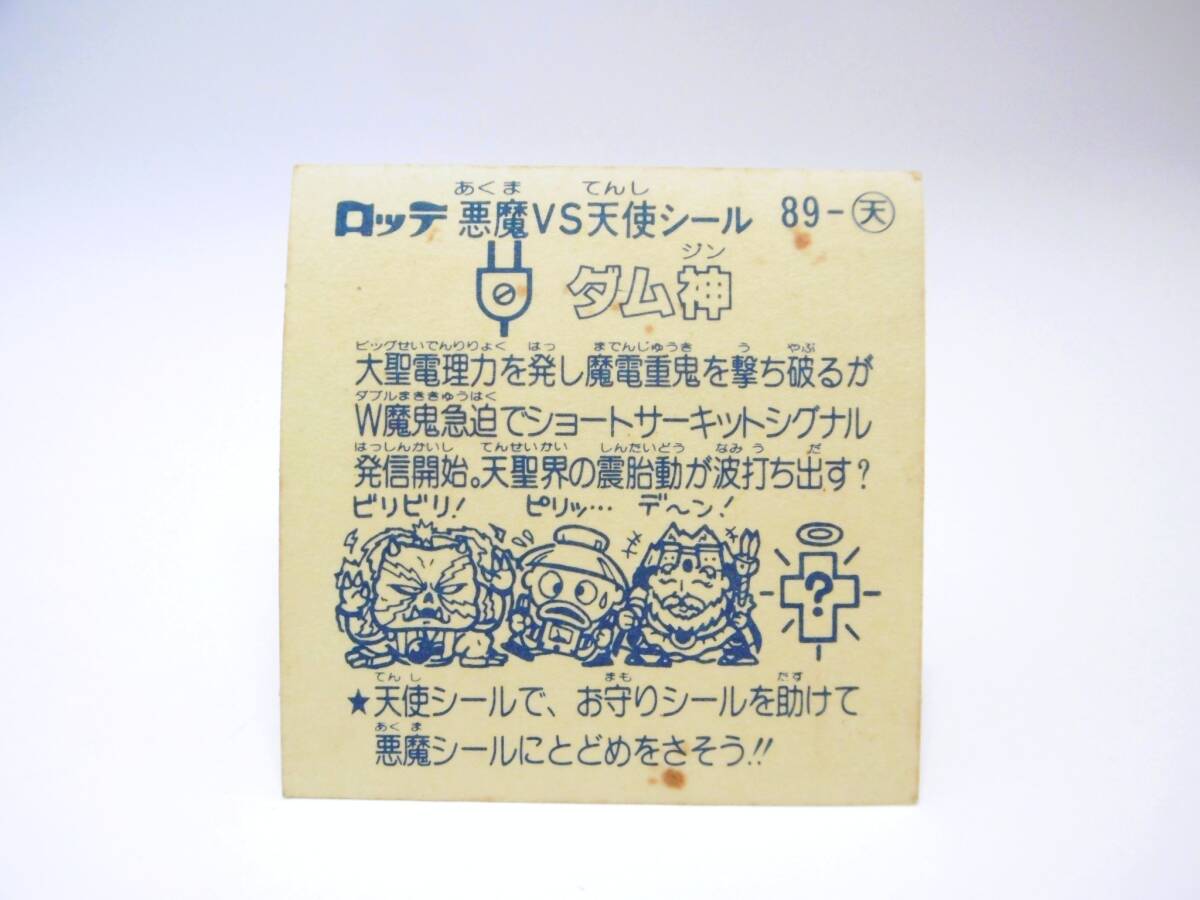 あくま てんし
ロッテ 悪魔VS天使シール 89-天
ジン
ダム神
ビッグせいでんりりょく はっ までんじゅうき う やぶ
大聖電理力を発し魔電重鬼を撃ち破るが
ダブルまききゅうはく
W魔鬼急迫でショートサーキットシグナル
はっしんかいし てんせいかい しんたいどう なみう だ
発信開始。天聖界の震胎動が波打ち出す?
ビリビリ! ピリッ… デ〜ン!
?
てんし まも たす
★天使シールで、お守りシールを助けて
あくま
悪魔シールにとどめをさそう!!